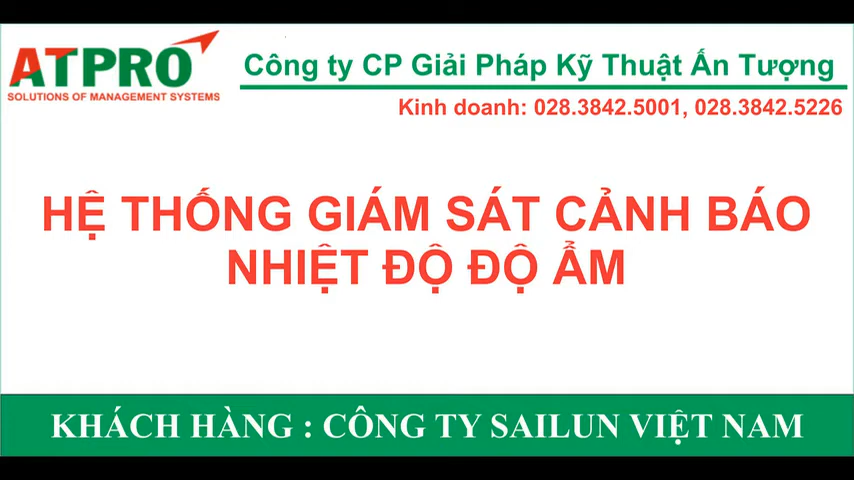 ATPRO
SOLUTIONS OF MANAGEMENT SYSTEMS
Công ty CP Giải Pháp Kỹ Thuật Ấn Tượng
Kinh doanh: 028.3842.5001, 028.3842.5226
HỆ THỐNG GIÁM SÁT CẢNH BÁO
NHIỆT ĐỘ ĐỘ ẨM
KHÁCH HÀNG : CÔNG TY SAILUN VIỆT NAM